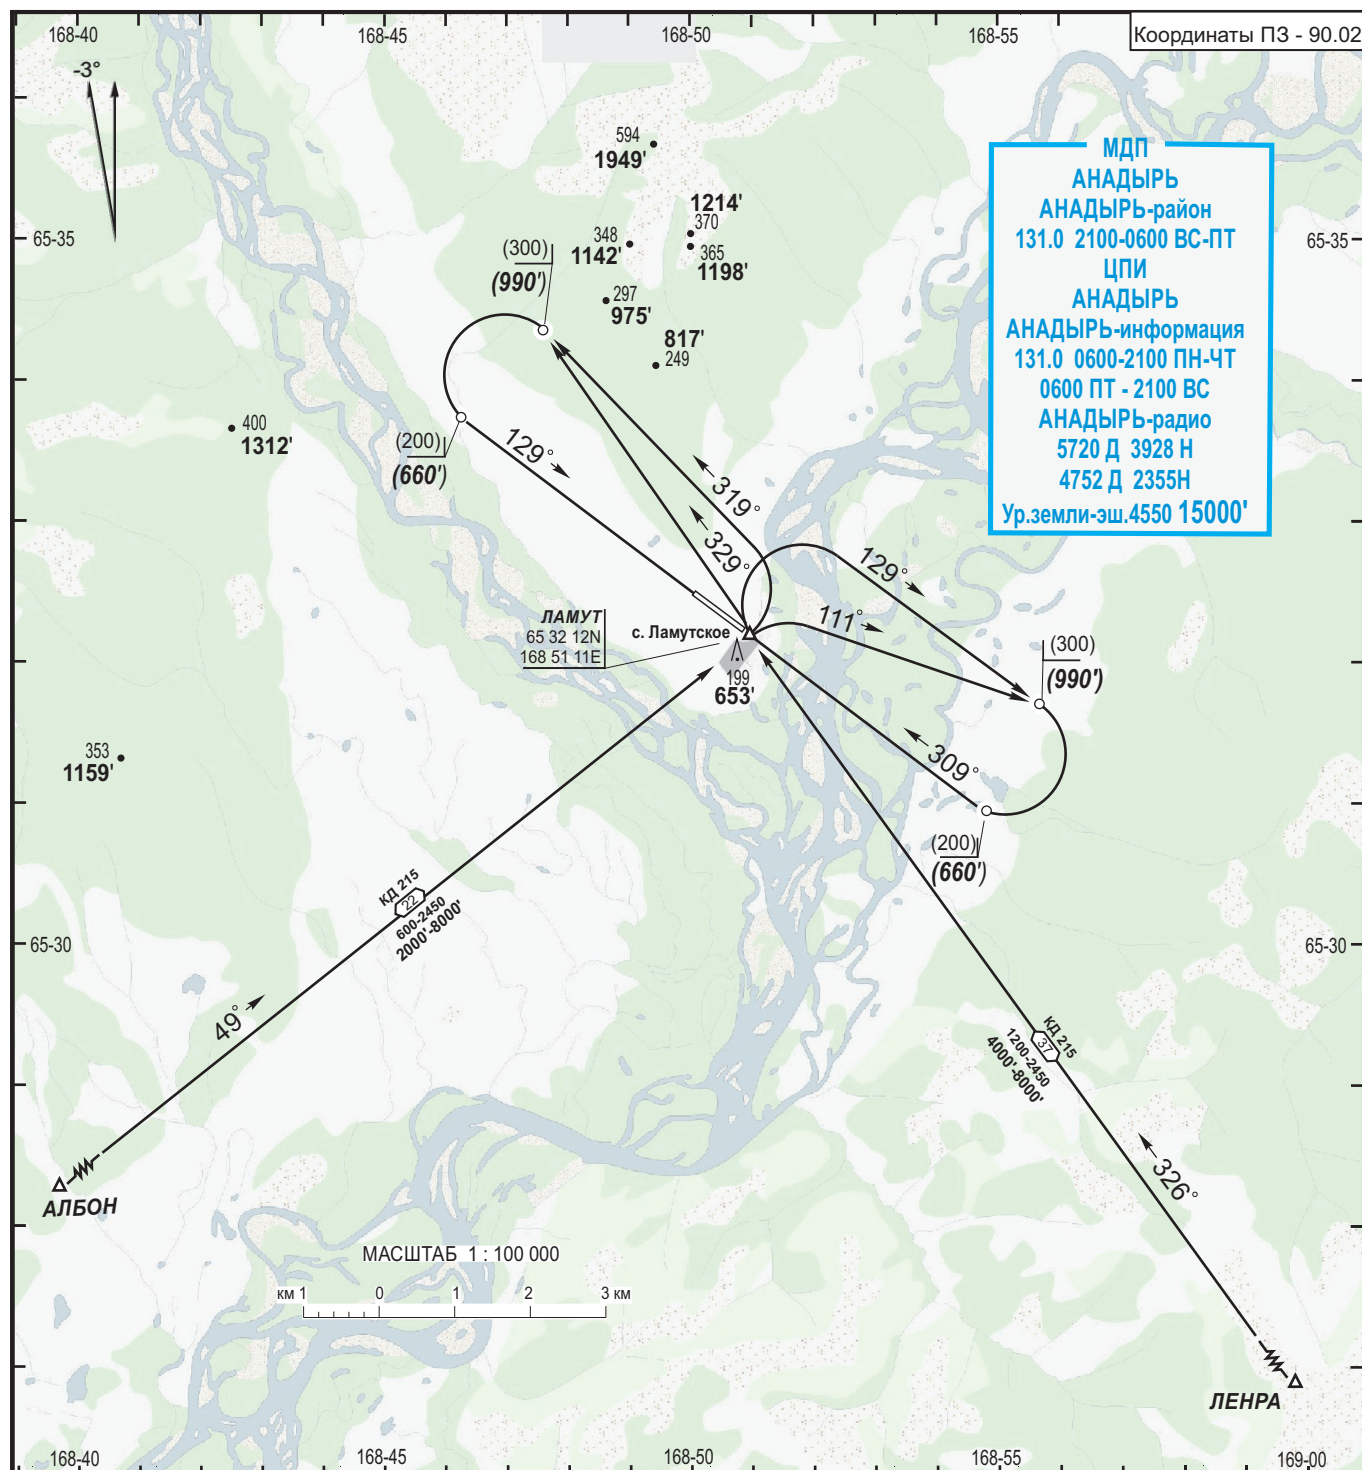 168-40
168-45
168-50
168-55
Координаты ПЗ - 90.02
-3°
594
1949'
1214'
370
348
1142'
365
1198'
65-35
65-35
(300)
(990')
297
975'
817'
249
МДП
АНАДЫРЬ
АНАДЫРЬ-район
131.0 2100-0600 ВС-ПТ
ЦПИ
АНАДЫРЬ
АНАДЫРЬ-информация
131.0 0600-2100 ПН-ЧТ
0600 ПТ - 2100 ВС
АНАДЫРЬ-радио
5720 Д 3928 Н
4752 Д 2355Н
Ур.земли-эш.4550 15000'
400
1312'
(200)
(660')
129°
319°
329°
129°
111°
ЛАМУТ
65 32 12N
168 51 11E
с. Ламутское
199
653'
(300)
(990')
309°
(200)
(660')
353
1159'
КД 215
22
600-2450
2000'-8000'
65-30
65-30
49°
КД 215
37
1200-2450
4000'-8000'
326°
АЛБОН
МАСШТАБ 1 : 100 000
км 1 0 1 2 3 км
ЛЕНРА
168-40
168-45
168-50
168-55
169-00